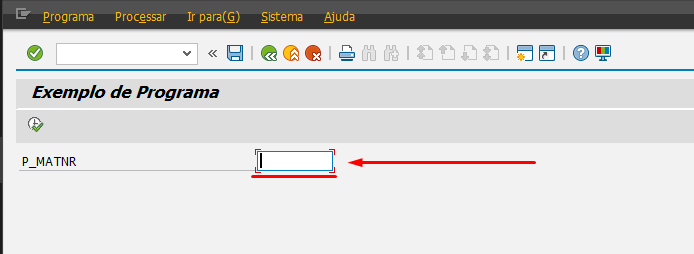 Programa Processar Ir para(G) Sistema Ajuda
Exemplo de Programa
P_MATNR